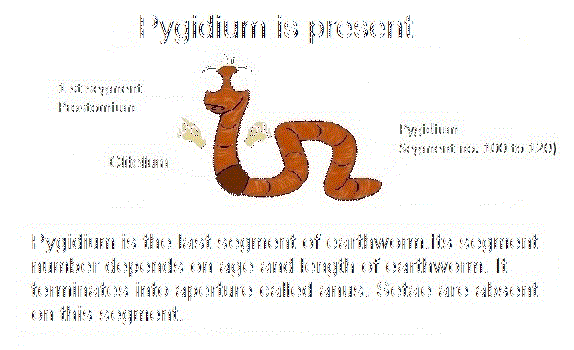 Pygidium is present
1 st segment
Prostomium
Pygidium
Segment no. 100 to 120)
Clitellum
Pygidium is the last segment of earthworm.Its segment
number depends on age and length of earthworm. It
terminates into aperture called anus. Setae are absent
on this segment.